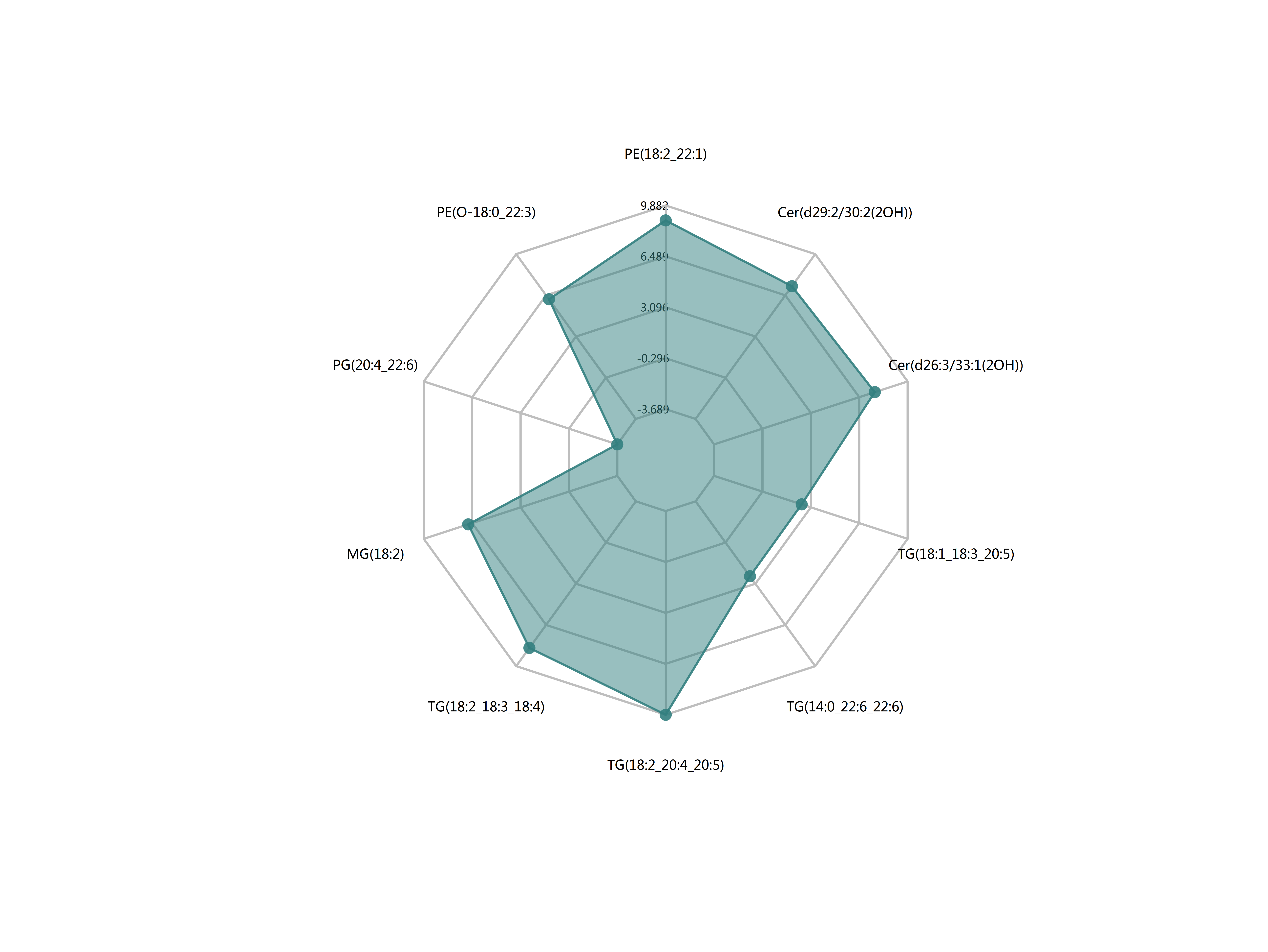 PE(18:2_22:1)
PE(O-18:0_22:3)
Cer(d29:2/30:2(2OH))
9.882
6.489
3.096
-0.296
-3.689
PG(20:4_22:6)
Cer(d26:3/33:1(2OH))
MG(18:2)
TG(18:1_18:3_20:5)
TG(18:2_18:3_18:4)
TG(14:0_22:6_22:6)
TG(18:2_20:4_20:5)